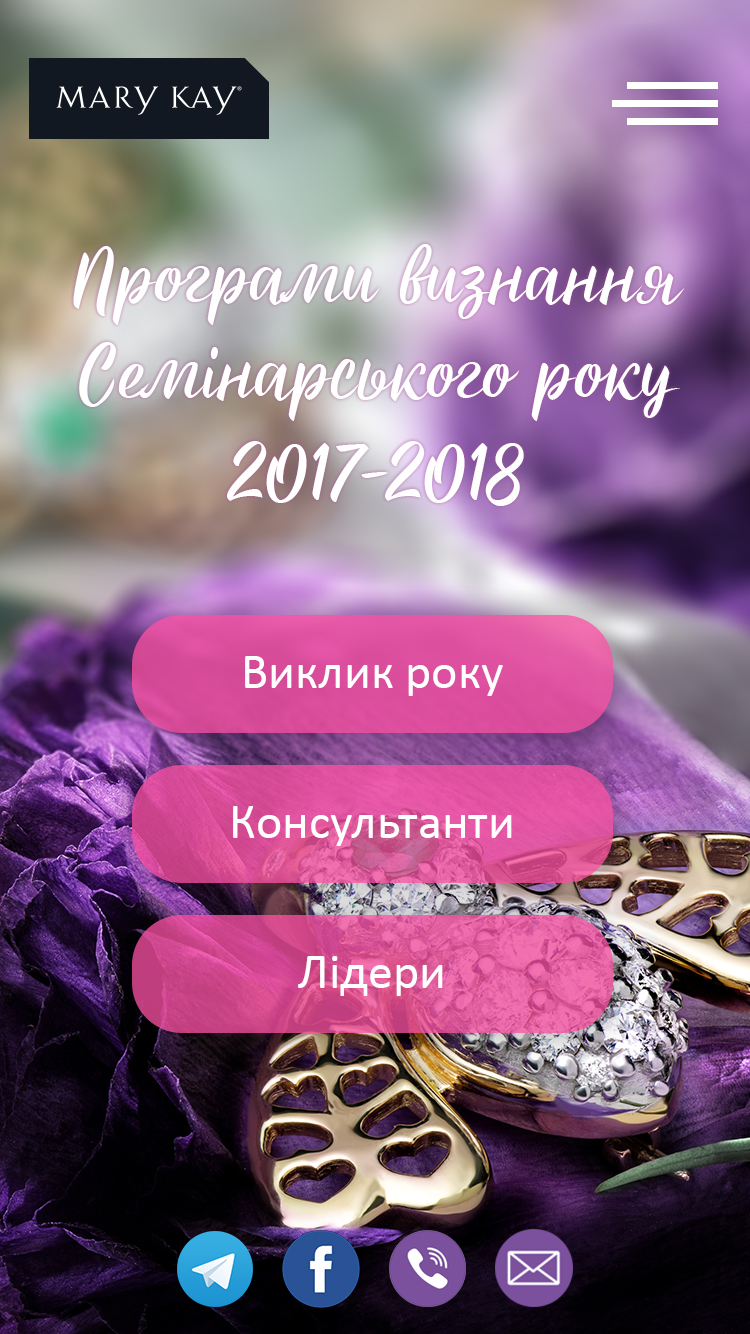 MARY KAY®
Програми визнання
Семінарського року
2017-2018
Виклик року
Консультанти
Лідери